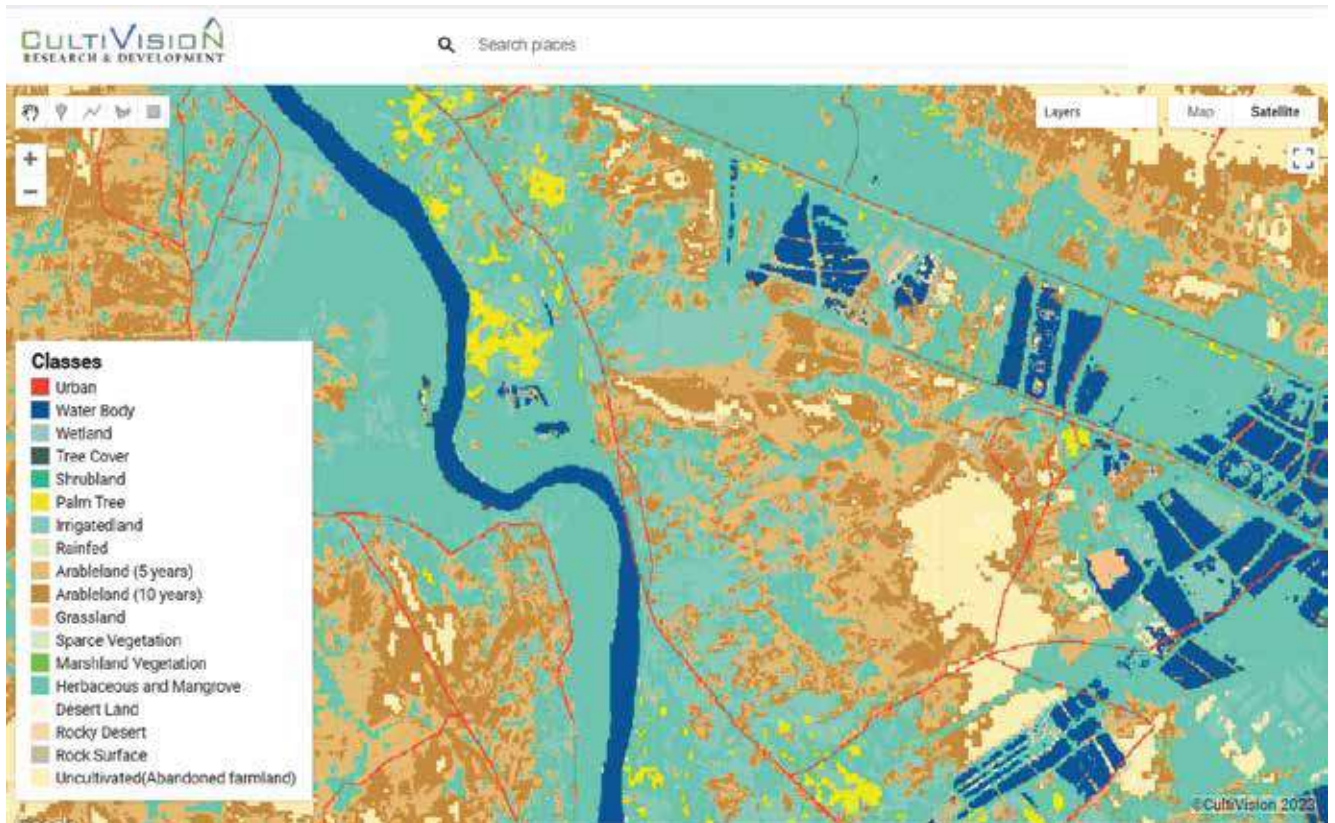 CULTIVISION
RESEARCH & DEVELOPMENT
Search places
Layers
Map
Satellite
+
−
Classes
Urban
Water Body
Wetland
Tree Cover
Shrubland
Palm Tree
Irrigatedland
Rainfed
Arableland (5 years)
Arableland (10 years)
Grassland
Sparce Vegetation
Marshland Vegetation
Herbaceous and Mangrove
Desert Land
Rocky Desert
Rock Surface
Uncultivated(Abandoned farmland)
©CultiVision 2023